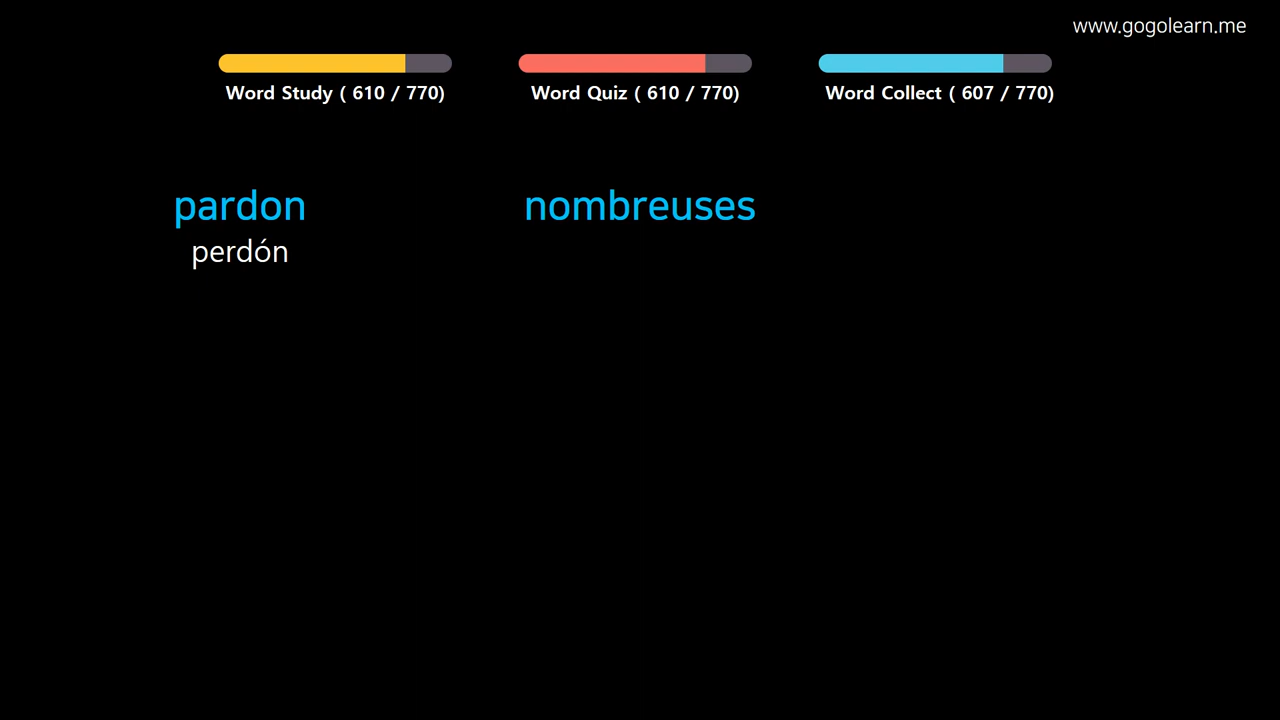 www.gogolearn.me
Word Study ( 610 / 770)
Word Quiz ( 610 / 770)
Word Collect ( 607 / 770)
pardon
nombreuses
perdón